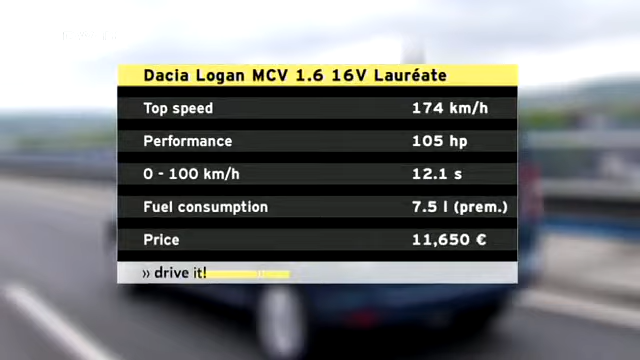 Dacia Logan MCV 1.6 16V Lauréate
Top speed 174 km/h
Performance 105 hp
0 - 100 km/h 12.1 s
Fuel consumption 7.5 l (prem.)
Price 11,650 €
» drive it!